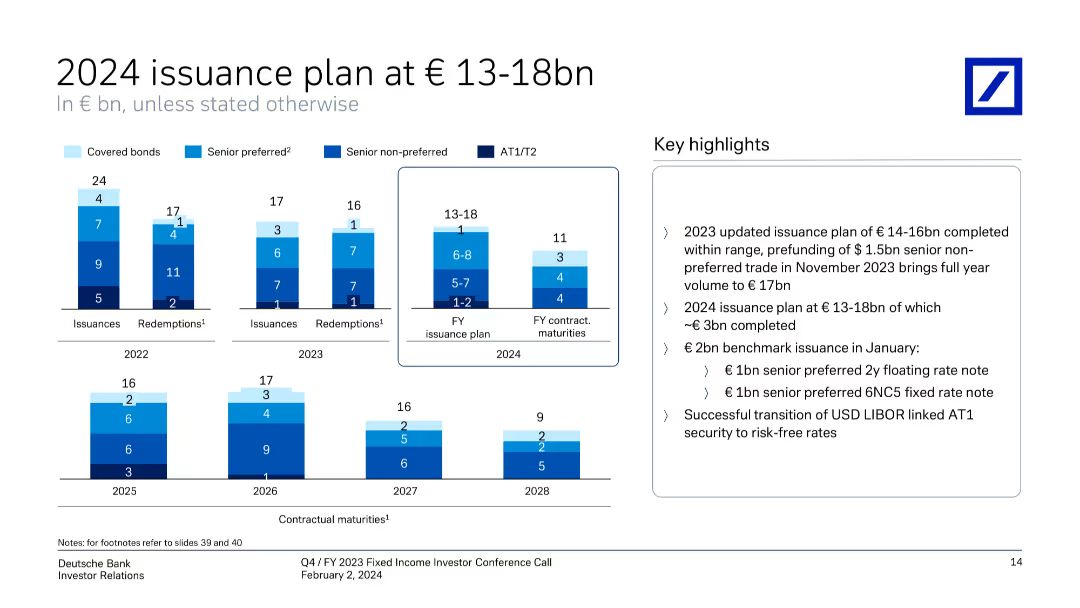 2024 issuance plan at € 13-18bn
In € bn, unless stated otherwise
Covered bonds
Senior preferred2
Senior non-preferred
AT1/T2
24
4
7
9
5
Issuances
17
1
4
11
2
Redemptions1
2022
17
3
6
7
1
Issuances
16
1
7
7
1
Redemptions1
2023
13-18
1
6-8
5-7
1-2
FY
issuance plan
11
3
4
4
FY contract.
maturities
2024
16
2
6
6
3
2025
17
3
4
9
1
2026
16
2
5
6
2027
9
2
2
5
2028
Contractual maturities1
Key highlights
〉 2023 updated issuance plan of € 14-16bn completed
within range, prefunding of $ 1.5bn senior non-
preferred trade in November 2023 brings full year
volume to € 17bn
〉 2024 issuance plan at € 13-18bn of which
~€ 3bn completed
〉 € 2bn benchmark issuance in January:
〉 € 1bn senior preferred 2y floating rate note
〉 € 1bn senior preferred 6NC5 fixed rate note
〉 Successful transition of USD LIBOR linked AT1
security to risk-free rates
Notes: for footnotes refer to slides 39 and 40
Deutsche Bank
Investor Relations
Q4 / FY 2023 Fixed Income Investor Conference Call
February 2, 2024
14